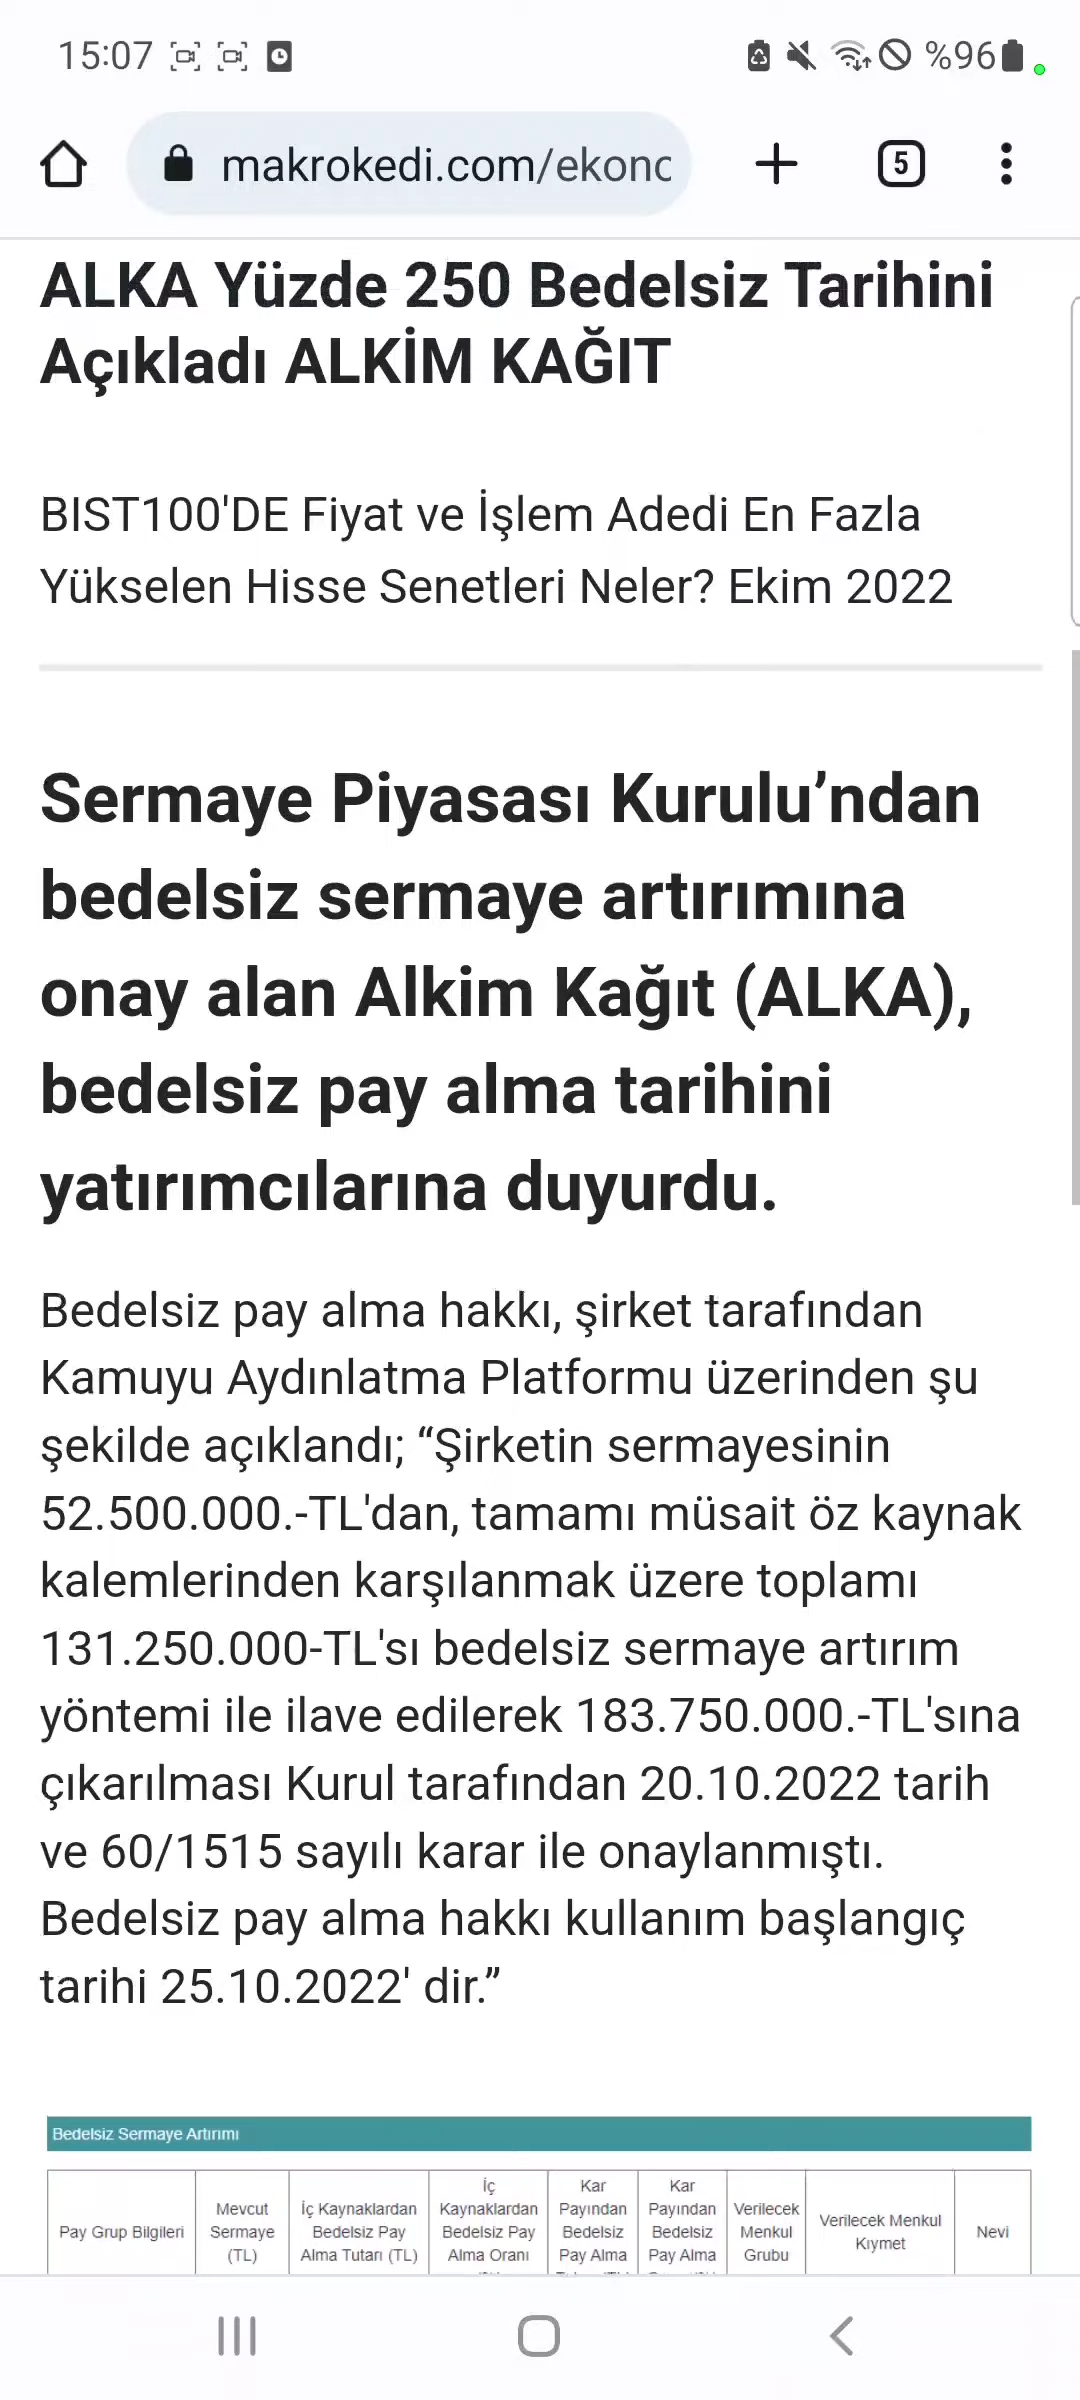 15:07
%96
makrokedi.com/ekono
5
ALKA Yüzde 250 Bedelsiz Tarihini
Açıkladı ALKİM KAĞIT
BIST100'DE Fiyat ve İşlem Adedi En Fazla
Yükselen Hisse Senetleri Neler? Ekim 2022
Sermaye Piyasası Kurulu’ndan
bedelsiz sermaye artırımına
onay alan Alkim Kağıt (ALKA),
bedelsiz pay alma tarihini
yatırımcılarına duyurdu.
Bedelsiz pay alma hakkı, şirket tarafından
Kamuyu Aydınlatma Platformu üzerinden şu
şekilde açıklandı; “Şirketin sermayesinin
52.500.000.-TL'dan, tamamı müsait öz kaynak
kalemlerinden karşılanmak üzere toplamı
131.250.000-TL'sı bedelsiz sermaye artırım
yöntemi ile ilave edilerek 183.750.000.-TL'sına
çıkarılması Kurul tarafından 20.10.2022 tarih
ve 60/1515 sayılı karar ile onaylanmıştı.
Bedelsiz pay alma hakkı kullanım başlangıç
tarihi 25.10.2022' dir.”
Bedelsiz Sermaye Artırımı
Pay Grup Bilgileri
Mevcut
Sermaye
(TL)
İç Kaynaklardan
Bedelsiz Pay
Alma Tutarı (TL)
İç
Kaynaklardan
Bedelsiz Pay
Alma Oranı
Kar
Payından
Bedelsiz
Pay Alma
Kar
Payından
Bedelsiz
Pay Alma
Verilecek
Menkul
Grubu
Verilecek Menkul
Kıymet
Nevi